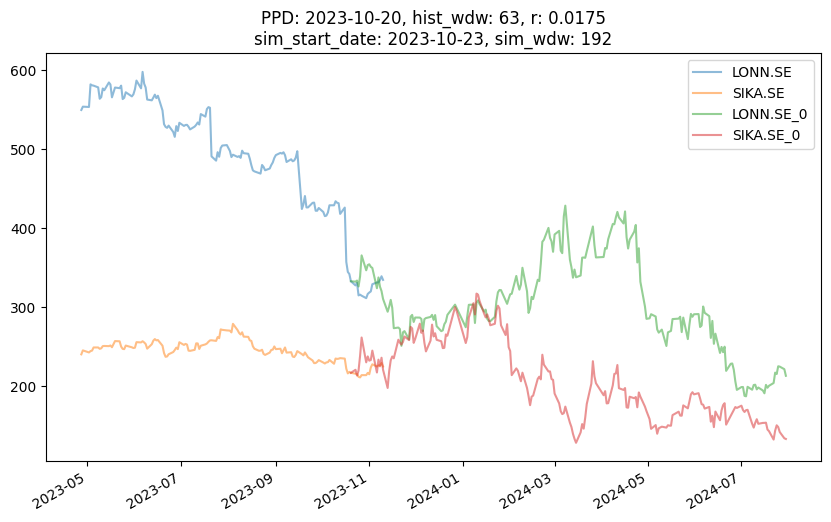 PPD: 2023-10-20, hist_wdw: 63, r: 0.0175
sim_start_date: 2023-10-23, sim_wdw: 192
LONN.SE
SIKA.SE
LONN.SE_0
SIKA.SE_0
600
500
400
300
200
2023-05
2023-07
2023-09
2023-11
2024-01
2024-03
2024-05
2024-07